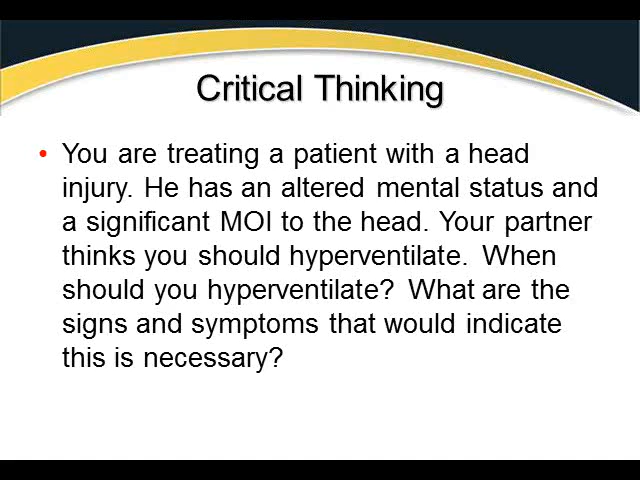 Critical Thinking
• You are treating a patient with a head
injury. He has an altered mental status and
a significant MOI to the head. Your partner
thinks you should hyperventilate.  When
should you hyperventilate?  What are the
signs and symptoms that would indicate
this is necessary?